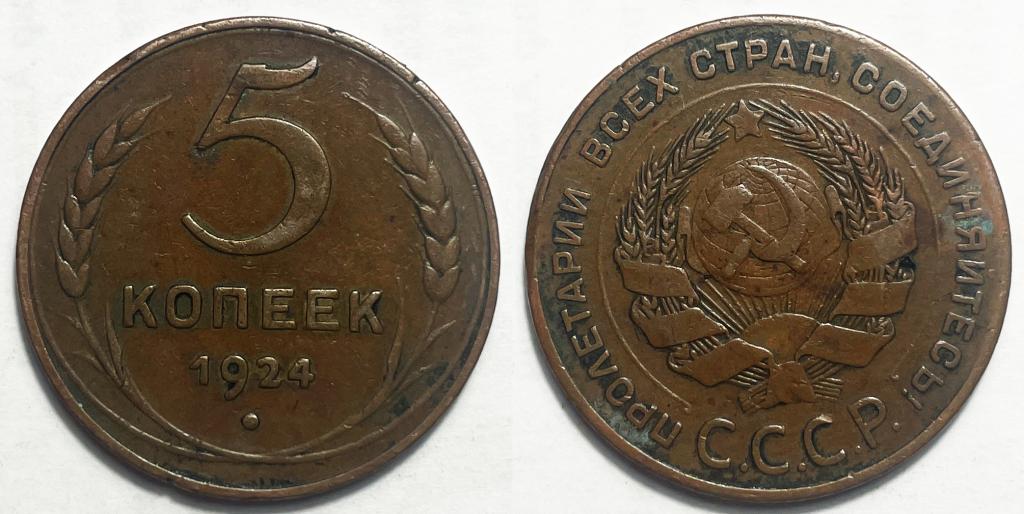 5
КОПЕЕК
1924
ПРОЛЕТАРИИ ВСЕХ СТРАН, СОЕДИНЯЙТЕСЬ!
С.С.С.Р.